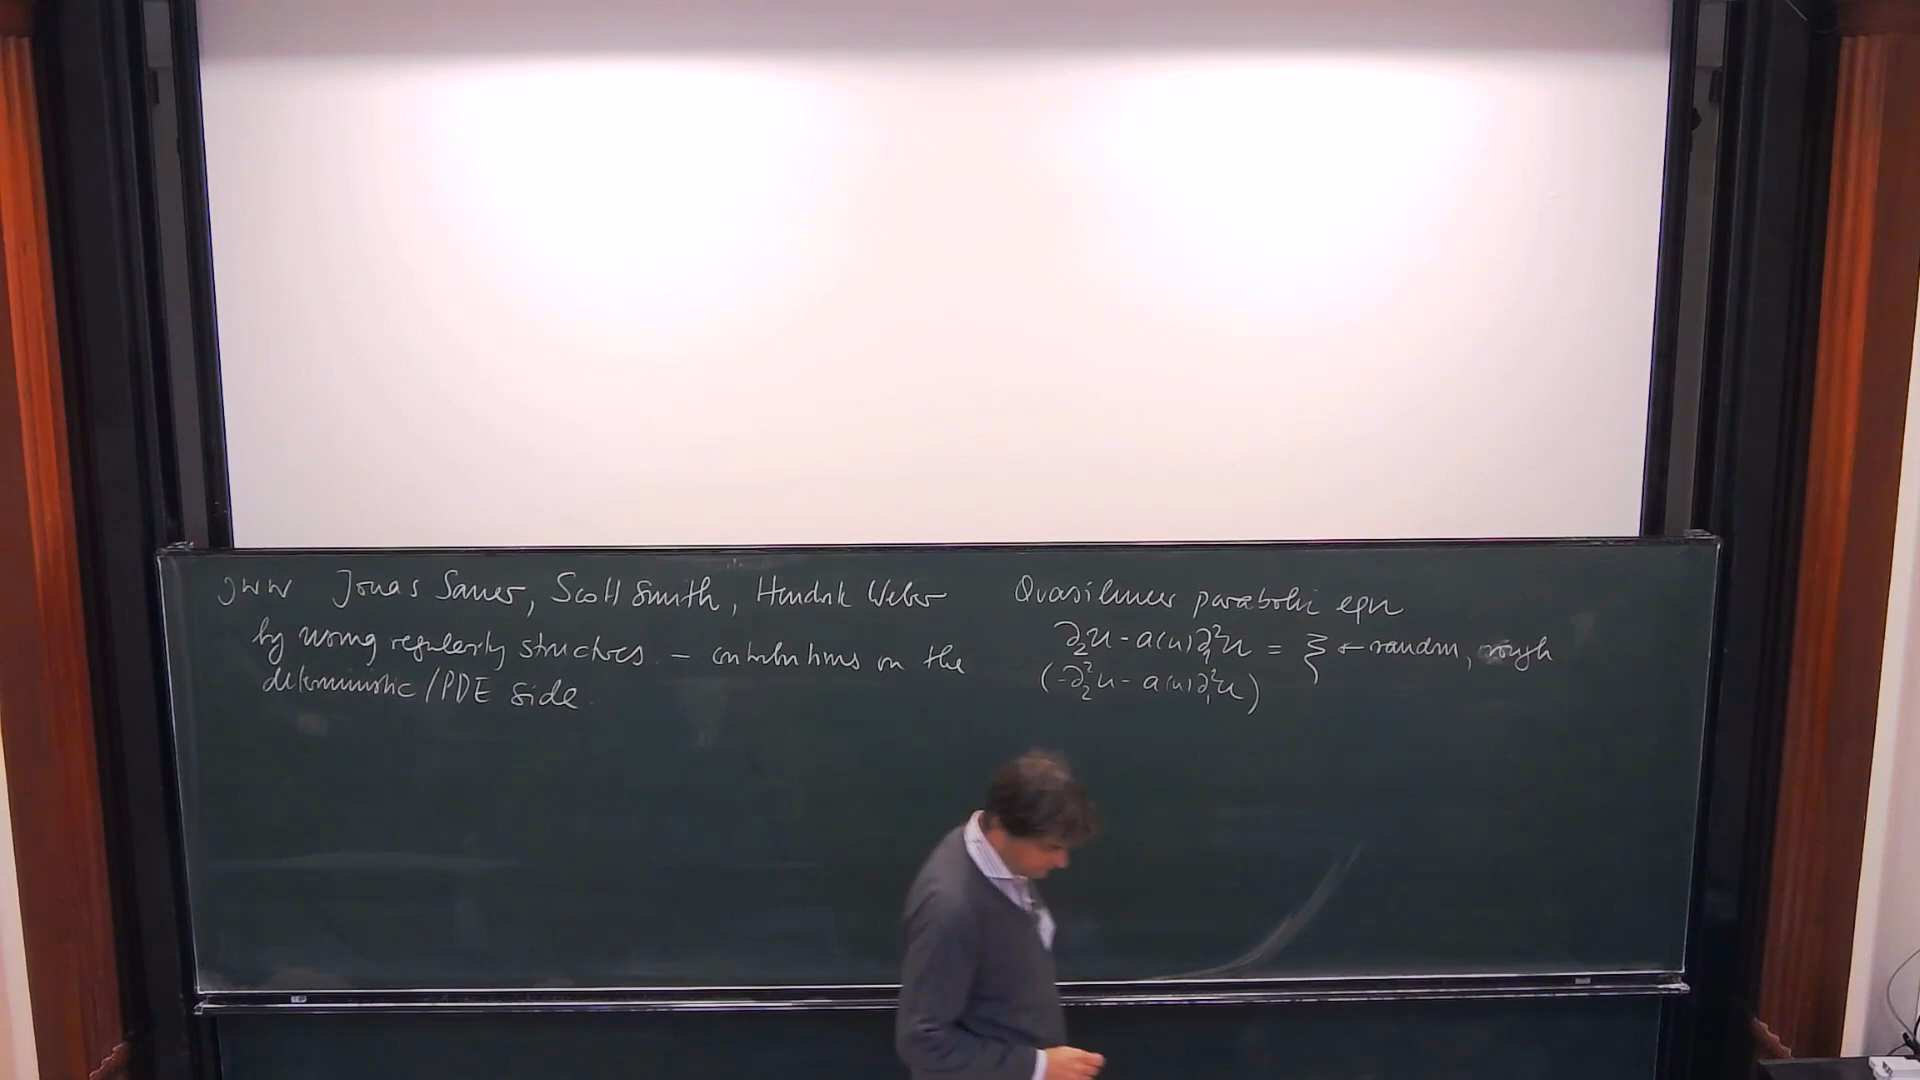 JWW Jonas Sauer, Scott Smith, Hendrik Weber
by using regularity structures - contributions on the
deterministic/PDE side.
Quasilinear parabolic eqn
∂₂u - a(u)∂₁²u = ξ ← random, rough
(-∂₂²u - a(u)∂₁²u)